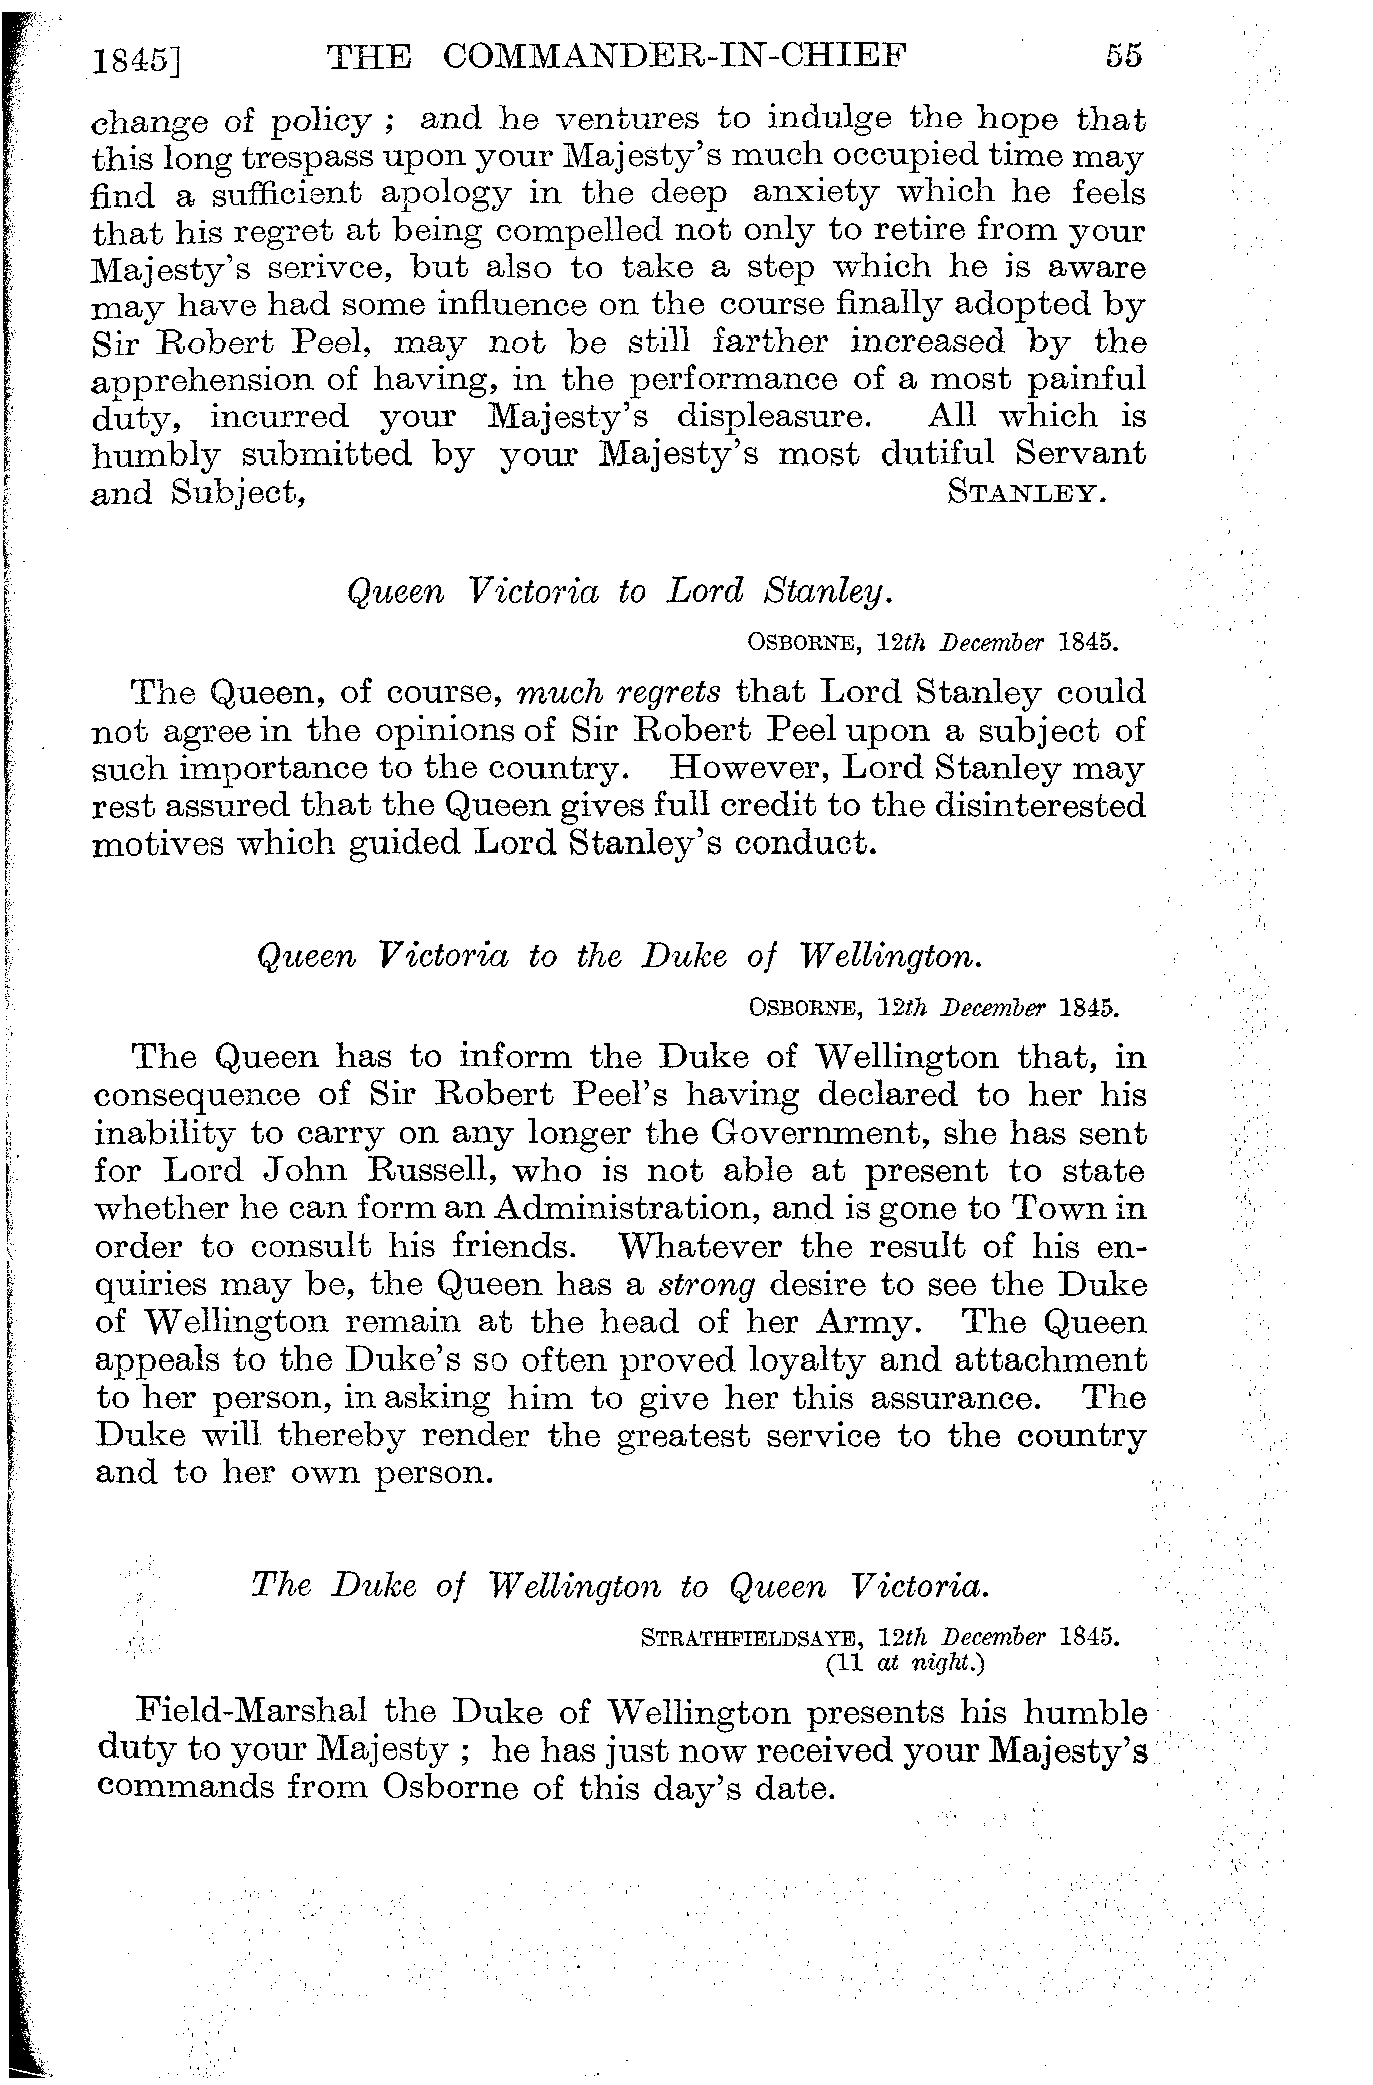 1845] THE COMMANDER-IN-CHIEF 55
change of policy ; and he ventures to indulge the hope that
this long trespass upon your Majesty's much occupied time may
find a sufficient apology in the deep anxiety which he feels
that his regret at being compelled not only to retire from your
Majesty's serivce, but also to take a step which he is aware
may have had some influence on the course finally adopted by
Sir Robert Peel, may not be still farther increased by the
apprehension of having, in the performance of a most painful
duty, incurred your Majesty's displeasure. All which is
humbly submitted by your Majesty's most dutiful Servant
and Subject, STANLEY.
Queen Victoria to Lord Stanley.
OSBORNE, 12th December 1845.
The Queen, of course, much regrets that Lord Stanley could
not agree in the opinions of Sir Robert Peel upon a subject of
such importance to the country. However, Lord Stanley may
rest assured that the Queen gives full credit to the disinterested
motives which guided Lord Stanley's conduct.
Queen Victoria to the Duke of Wellington.
OSBORNE, 12th December 1845.
The Queen has to inform the Duke of Wellington that, in
consequence of Sir Robert Peel's having declared to her his
inability to carry on any longer the Government, she has sent
for Lord John Russell, who is not able at present to state
whether he can form an Administration, and is gone to Town in
order to consult his friends. Whatever the result of his en-
quiries may be, the Queen has a strong desire to see the Duke
of Wellington remain at the head of her Army. The Queen
appeals to the Duke's so often proved loyalty and attachment
to her person, in asking him to give her this assurance. The
Duke will thereby render the greatest service to the country
and to her own person.
The Duke of Wellington to Queen Victoria.
STRATHFIELDSAYE, 12th December 1845.
(11 at night.)
Field-Marshal the Duke of Wellington presents his humble
duty to your Majesty ; he has just now received your Majesty's
commands from Osborne of this day's date.